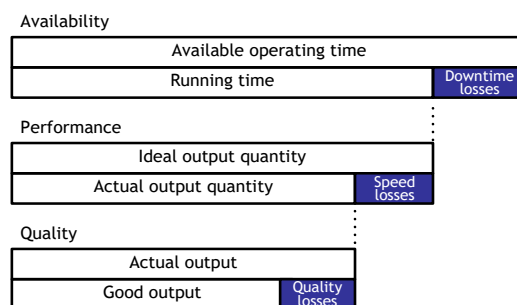 Availability
Available operating time
Running time
Downtime
losses
Performance
Ideal output quantity
Actual output quantity
Speed
losses
Quality
Actual output
Good output
Quality
losses